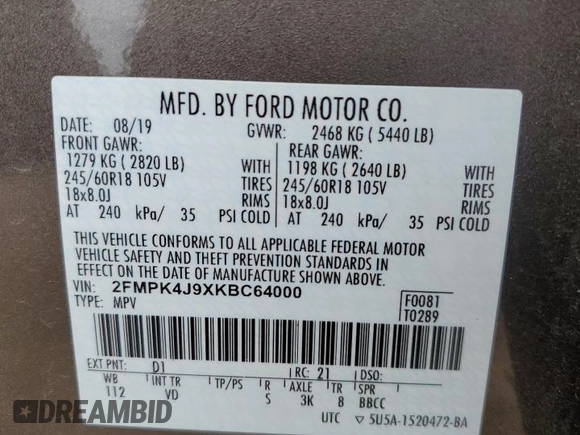 MFD. BY FORD MOTOR CO.
DATE: 08/19 GVWR: 2468 KG ( 5440 LB)
FRONT GAWR: REAR GAWR:
1279 KG ( 2820 LB) WITH 1198 KG ( 2640 LB) WITH
245/60R18 105V TIRES 245/60R18 105V TIRES
18x8.0J RIMS 18x8.0J RIMS
AT 240 kPa/ 35 PSI COLD AT 240 kPa/ 35 PSI COLD
THIS VEHICLE CONFORMS TO ALL APPLICABLE FEDERAL MOTOR
VEHICLE SAFETY AND THEFT PREVENTION STANDARDS IN
EFFECT ON THE DATE OF MANUFACTURE SHOWN ABOVE.
VIN: 2FMPK4J9XKBC64000 F0081
TYPE: MPV T0289
EXT PNT: D1 RC: 21 DSO:
WB INT TR TP/PS R AXLE TR SPR
112 VD S 3K 8 BBCC
UTC ▽ 5U5A-1520472-BA
DREAMBID